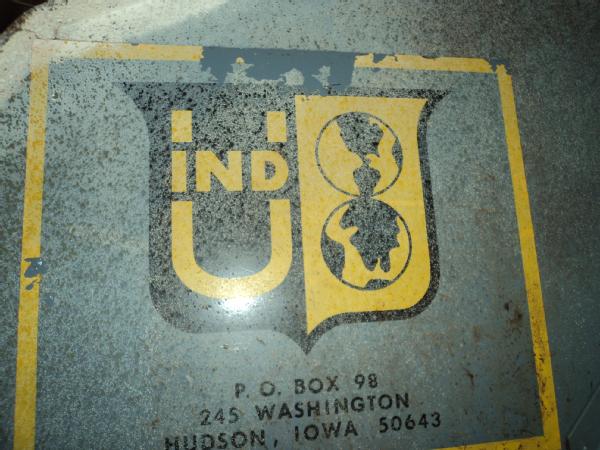 U
IND
P. O. BOX 98
245 WASHINGTON
HUDSON, IOWA 50643